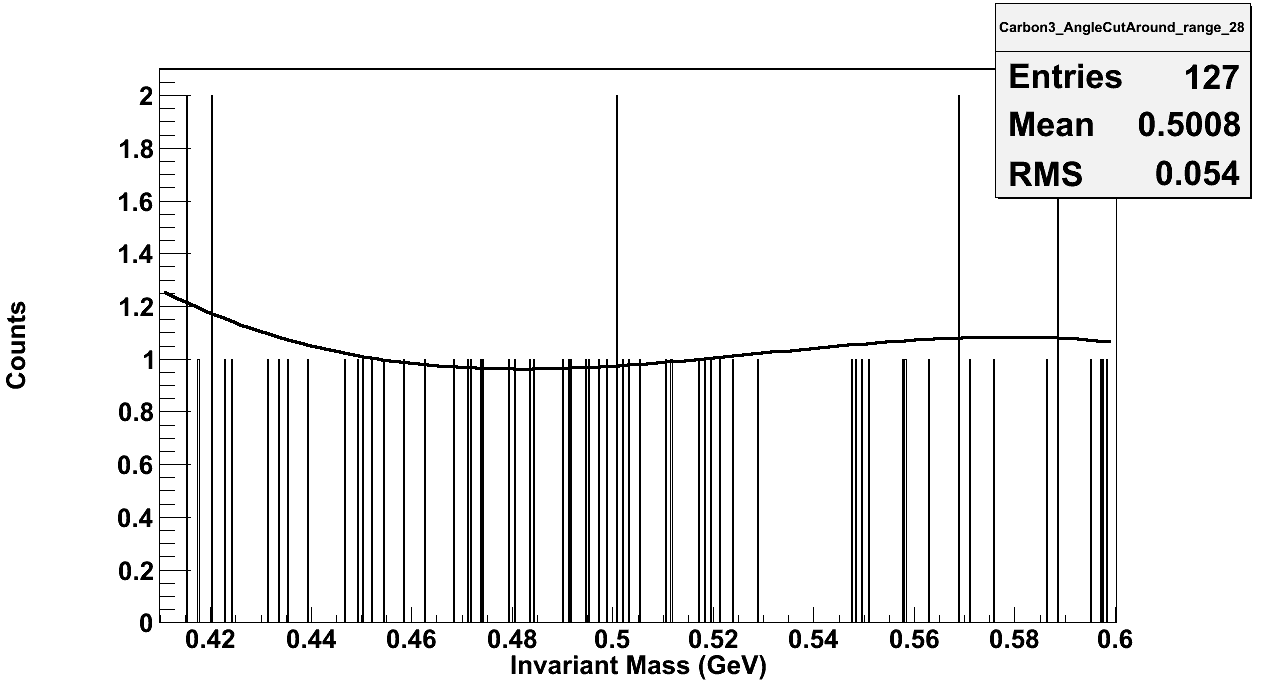 Carbon3_AngleCutAround_range_28
Entries 127
Mean 0.5008
RMS 0.054
2
1.8
1.6
1.4
1.2
1
0.8
0.6
0.4
0.2
0
Counts
0.42 0.44 0.46 0.48 0.5 0.52 0.54 0.56 0.58 0.6
Invariant Mass (GeV)